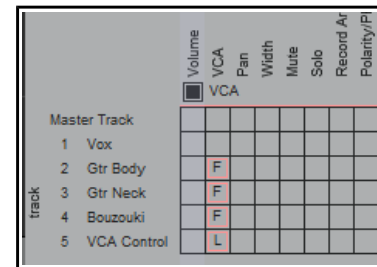 Volume
VCA
Pan
Width
Mute
Solo
Record Ar
Polarity/Pl
VCA
Master Track
track
1 Vox
2 Gtr Body F
3 Gtr Neck F
4 Bouzouki F
5 VCA Control L